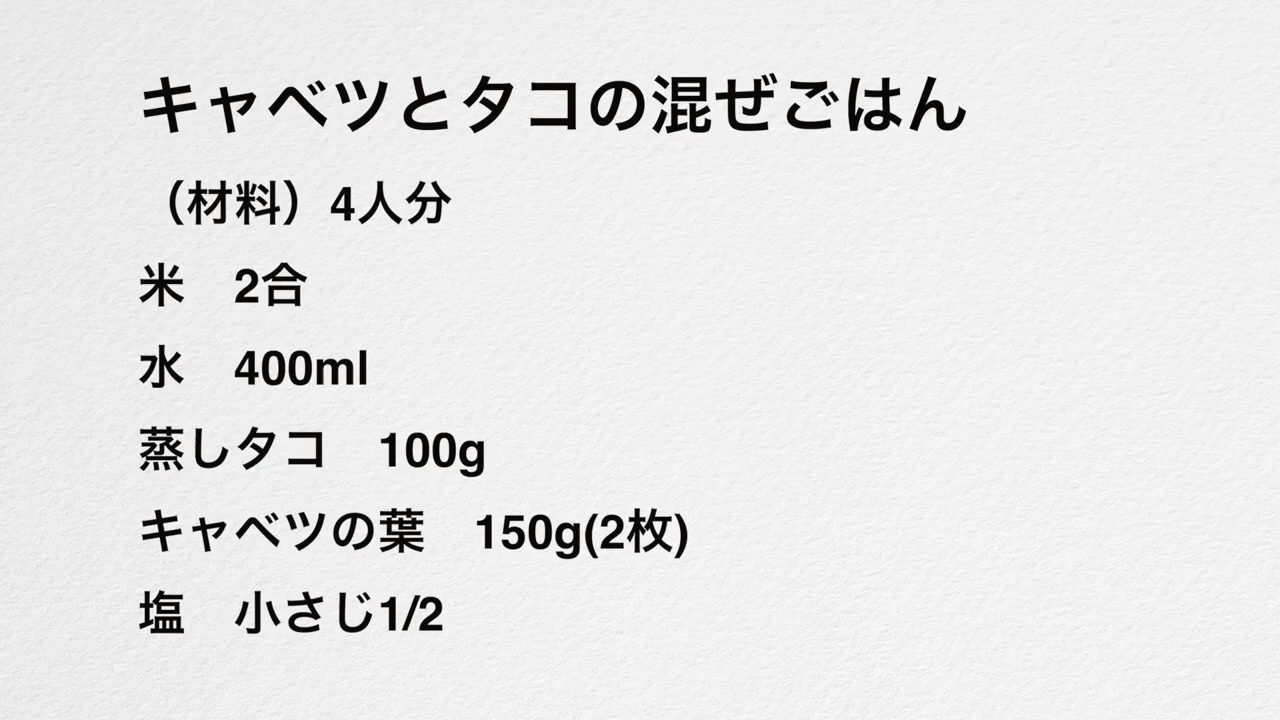 キャベツとタコの混ぜごはん
（材料）4人分
米　2合
水　400ml
蒸しタコ　100g
キャベツの葉　150g(2枚)
塩　小さじ1/2